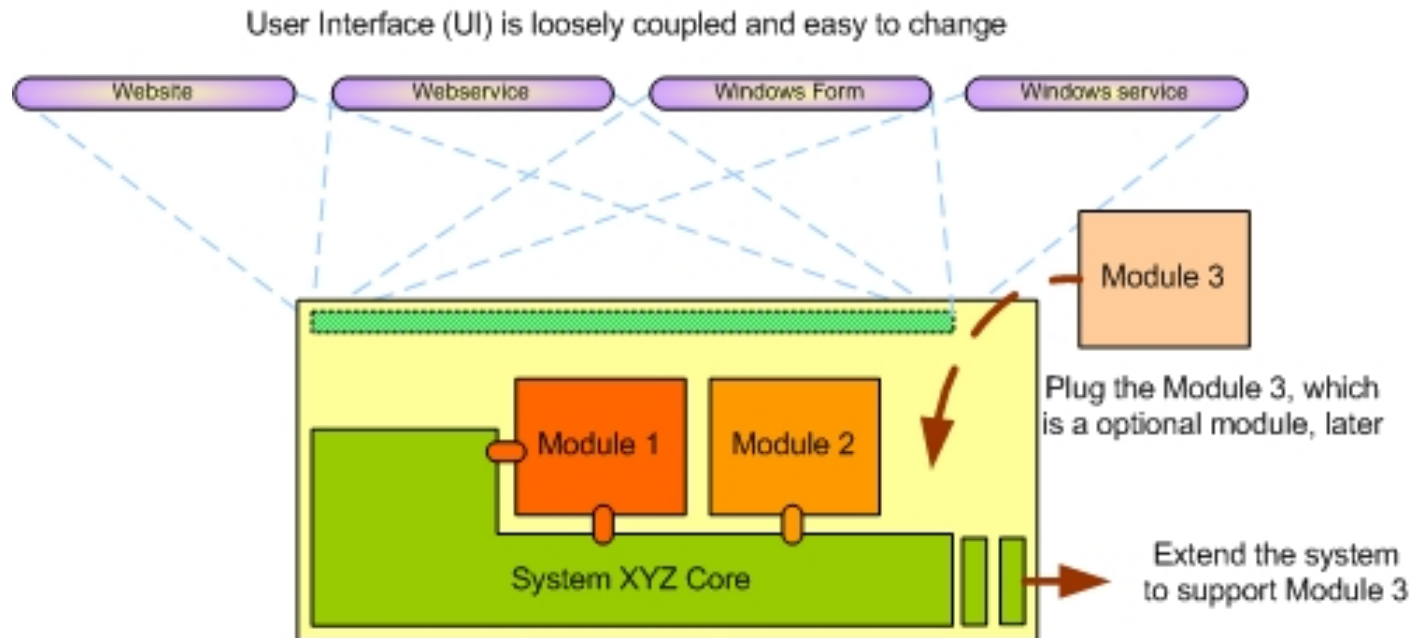 User Interface (UI) is loosely coupled and easy to change
Website
Webservice
Windows Form
Windows service
Module 3
Plug the Module 3, which
is a optional module, later
Module 1
Module 2
System XYZ Core
Extend the system
to support Module 3